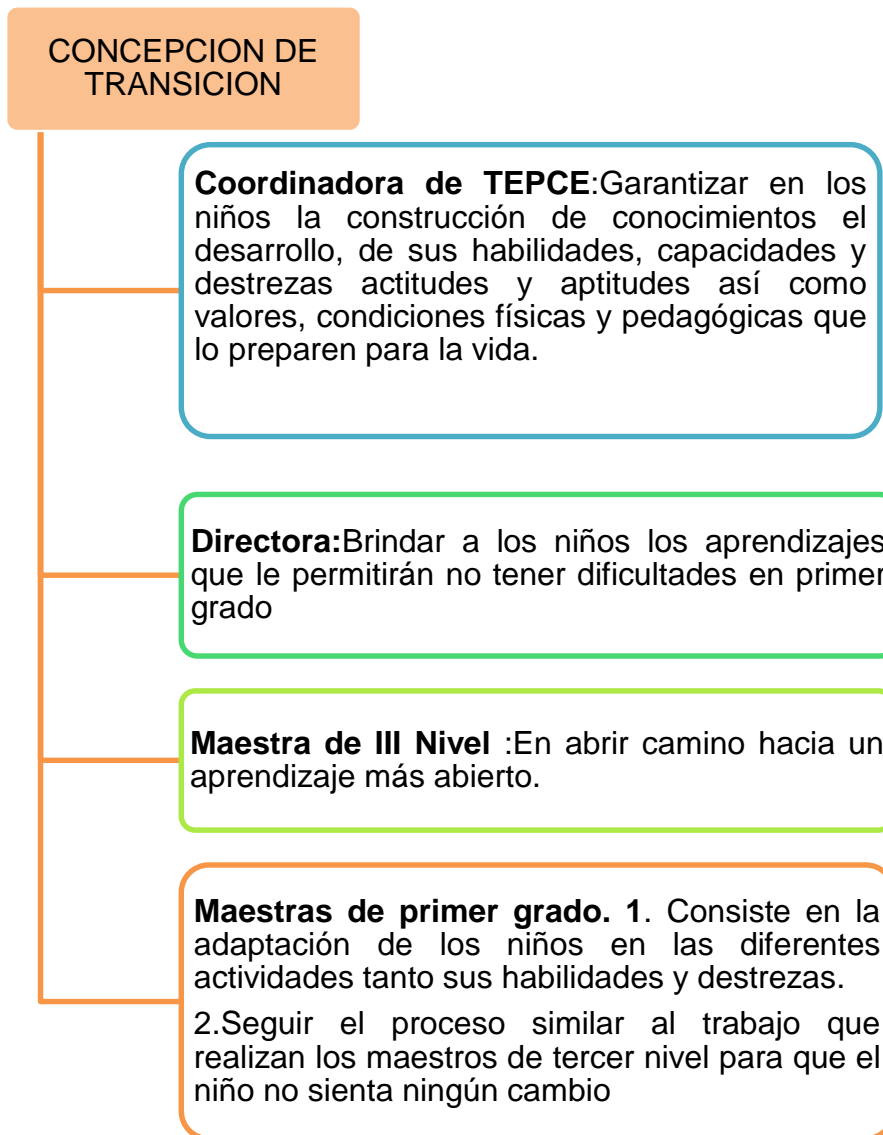 CONCEPCION DE
TRANSICION
Coordinadora de TEPCE:Garantizar en los
niños la construcción de conocimientos el
desarrollo, de sus habilidades, capacidades y
destrezas actitudes y aptitudes así como
valores, condiciones físicas y pedagógicas que
lo preparen para la vida.
Directora:Brindar a los niños los aprendizajes
que le permitirán no tener dificultades en primer
grado
Maestra de III Nivel :En abrir camino hacia un
aprendizaje más abierto.
Maestras de primer grado. 1. Consiste en la
adaptación de los niños en las diferentes
actividades tanto sus habilidades y destrezas.
2.Seguir el proceso similar al trabajo que
realizan los maestros de tercer nivel para que el
niño no sienta ningún cambio